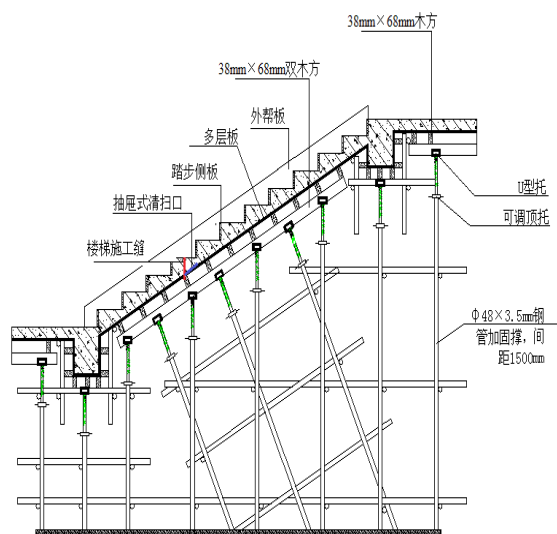 38mm×68mm木方
38mm×68mm双木方
外帮板
多层板
踏步侧板
抽屉式清扫口
楼梯施工缝
U型托
可调顶托
Φ48×3.5mm钢
管加固撑，间
距1500mm